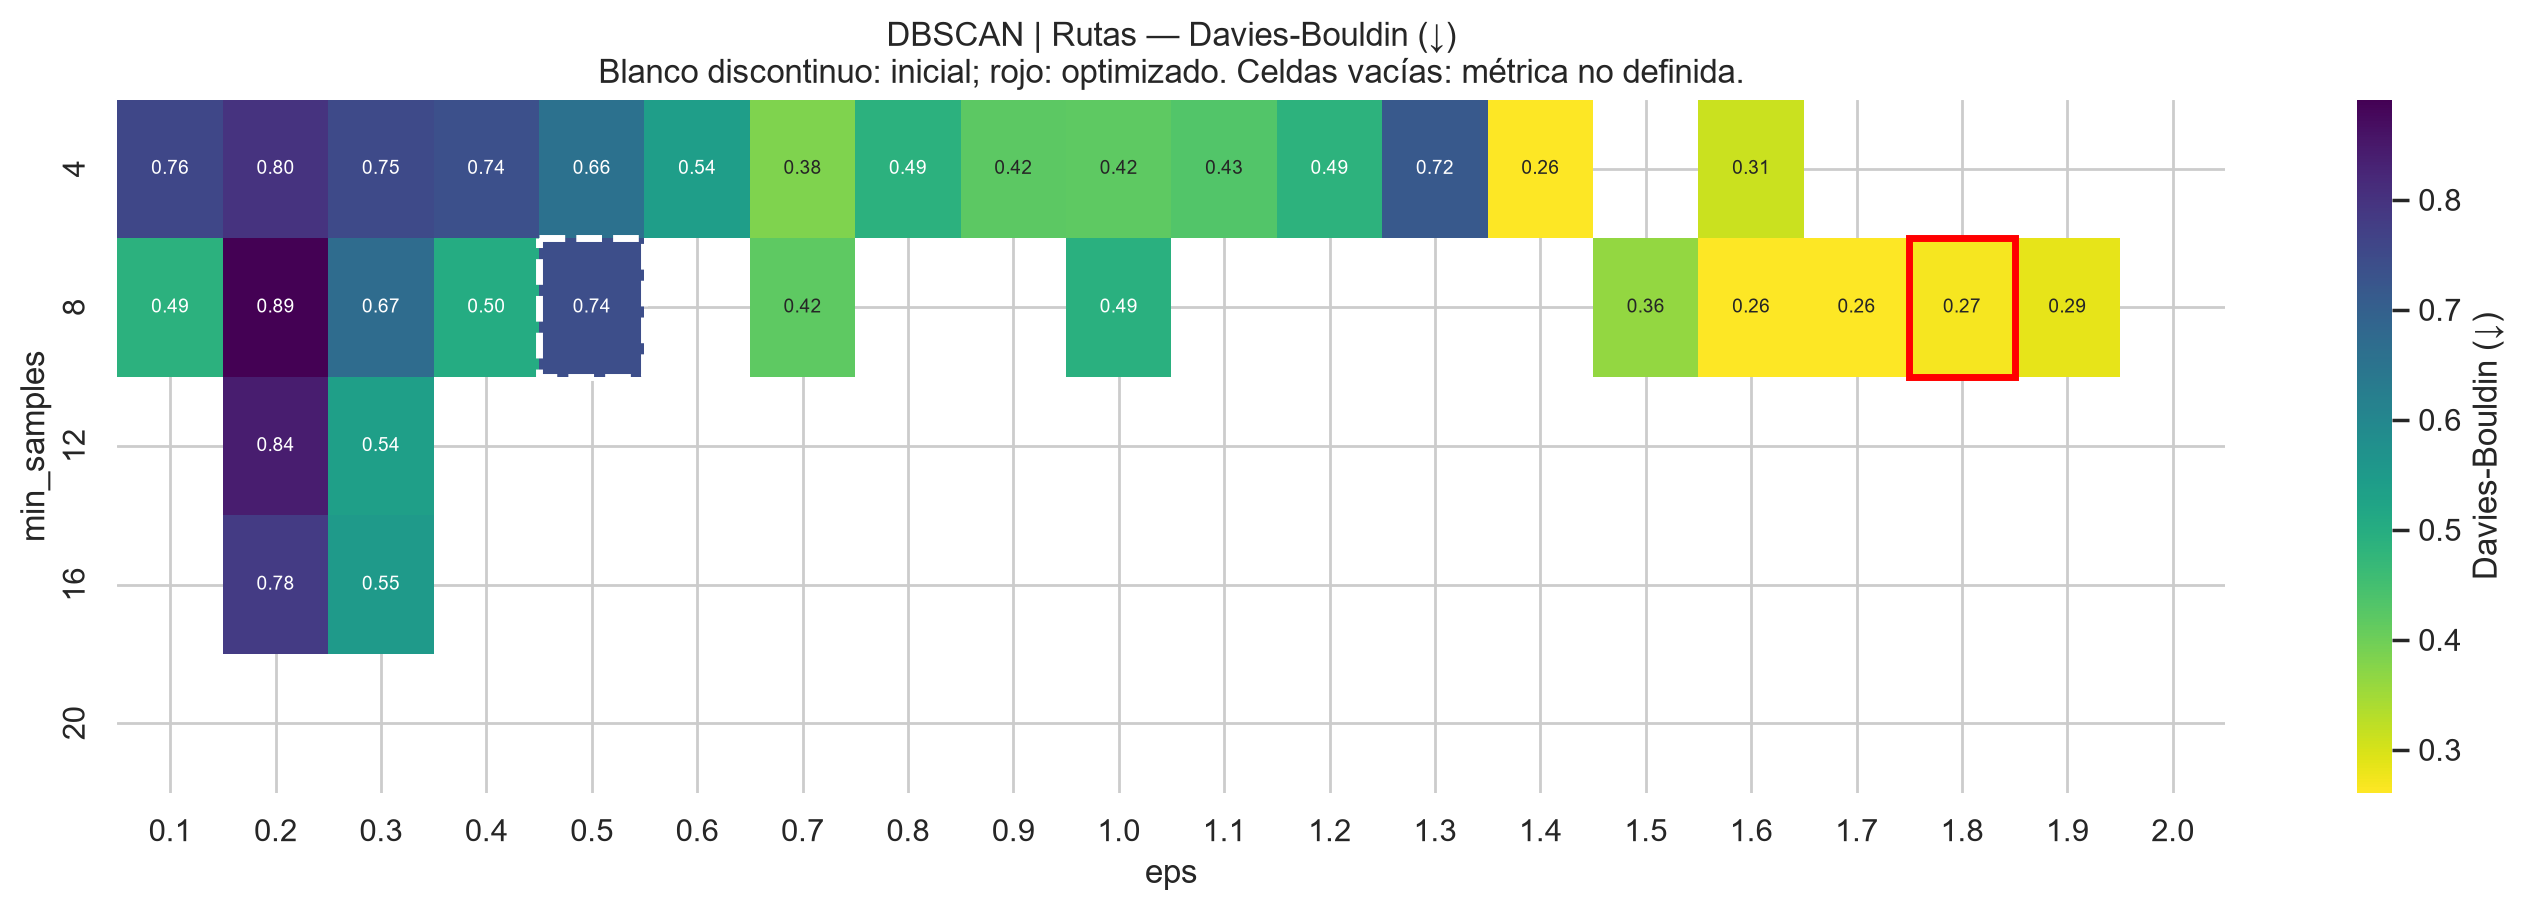 DBSCAN | Rutas — Davies-Bouldin (↓)
Blanco discontinuo: inicial; rojo: optimizado. Celdas vacías: métrica no definida.
4 0.76 0.80 0.75 0.74 0.66 0.54 0.38 0.49 0.42 0.42 0.43 0.49 0.72 0.26 0.31
8 0.49 0.89 0.67 0.50 0.74 0.42 0.49 0.36 0.26 0.26 0.27 0.29
12 0.84 0.54
16 0.78 0.55
20
min_samples
0.1 0.2 0.3 0.4 0.5 0.6 0.7 0.8 0.9 1.0 1.1 1.2 1.3 1.4 1.5 1.6 1.7 1.8 1.9 2.0
eps
0.8
0.7
0.6
0.5
0.4
0.3
Davies-Bouldin (↓)